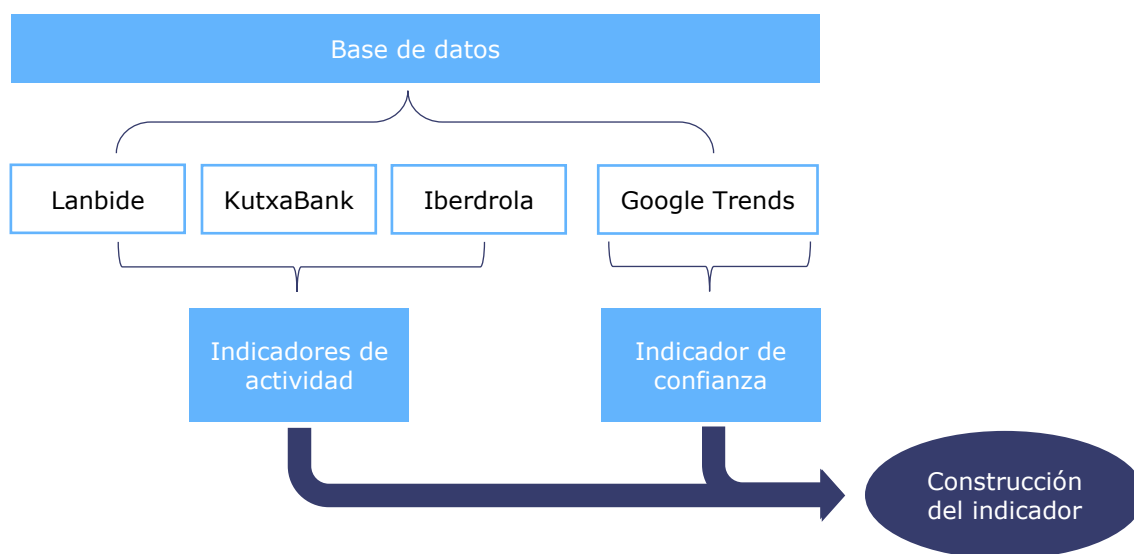 Base de datos
Lanbide
KutxaBank
Iberdrola
Google Trends
Indicadores de
actividad
Indicador de
confianza
Construcción
del indicador